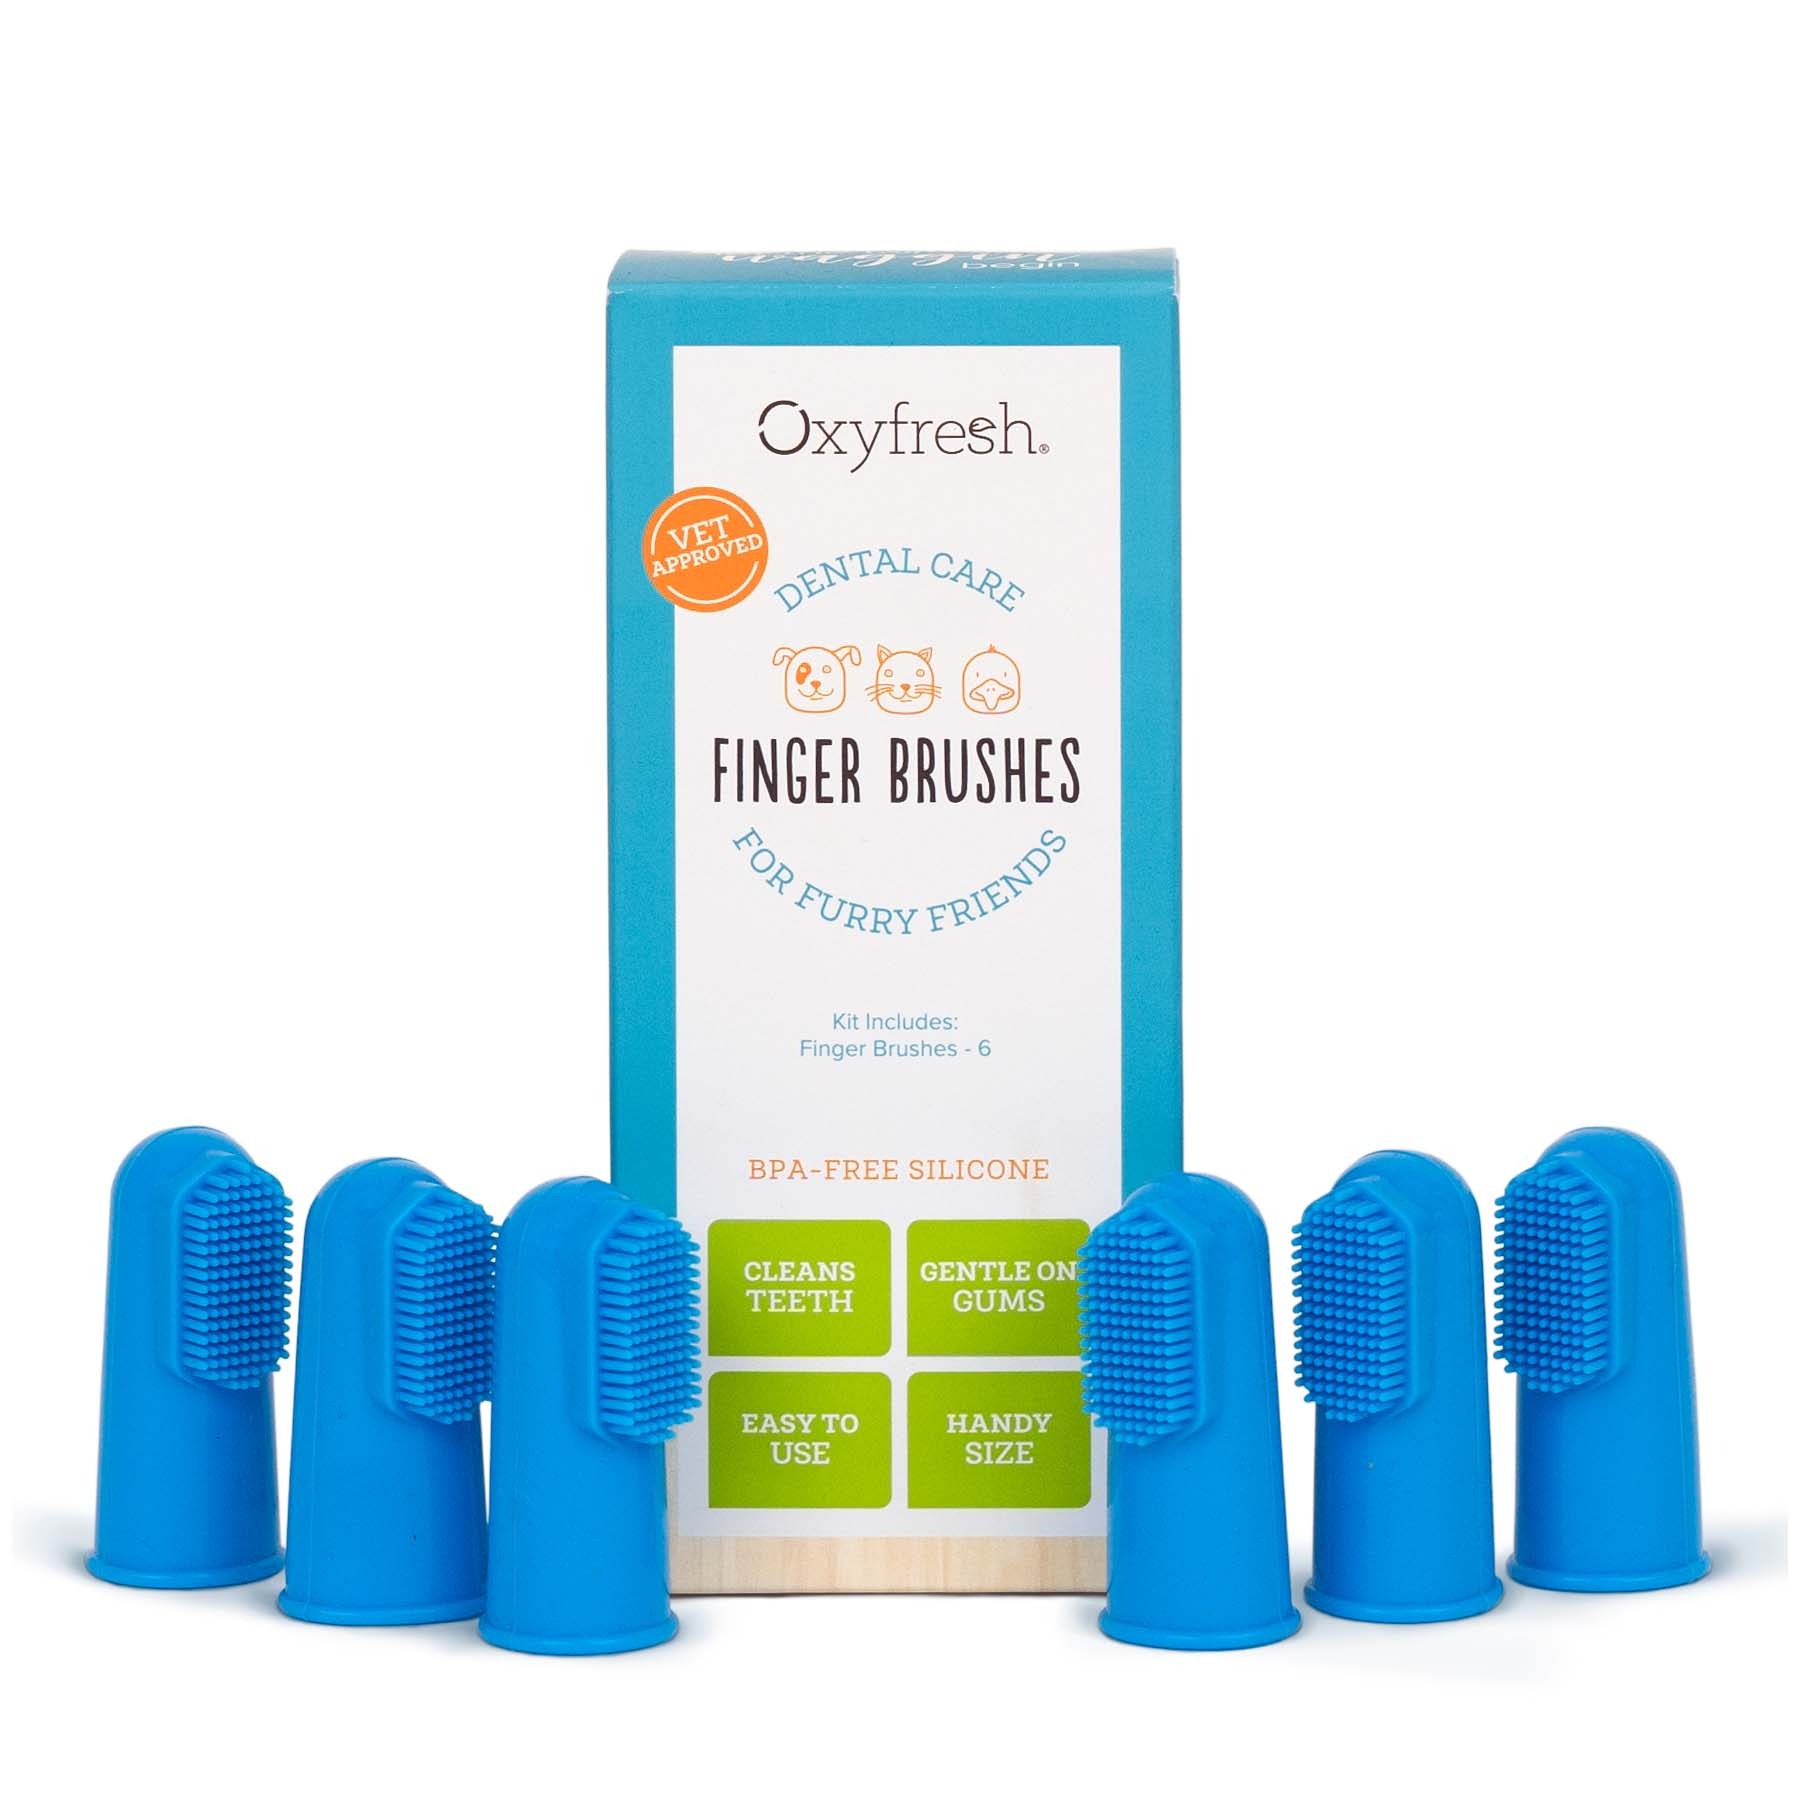 begin
Oxyfresh®
VET
APPROVED
DENTAL CARE
FINGER BRUSHES
FOR FURRY FRIENDS
Kit Includes:
Finger Brushes - 6
BPA-FREE SILICONE
CLEANS
TEETH
GENTLE ON
GUMS
EASY TO
USE
HANDY
SIZE